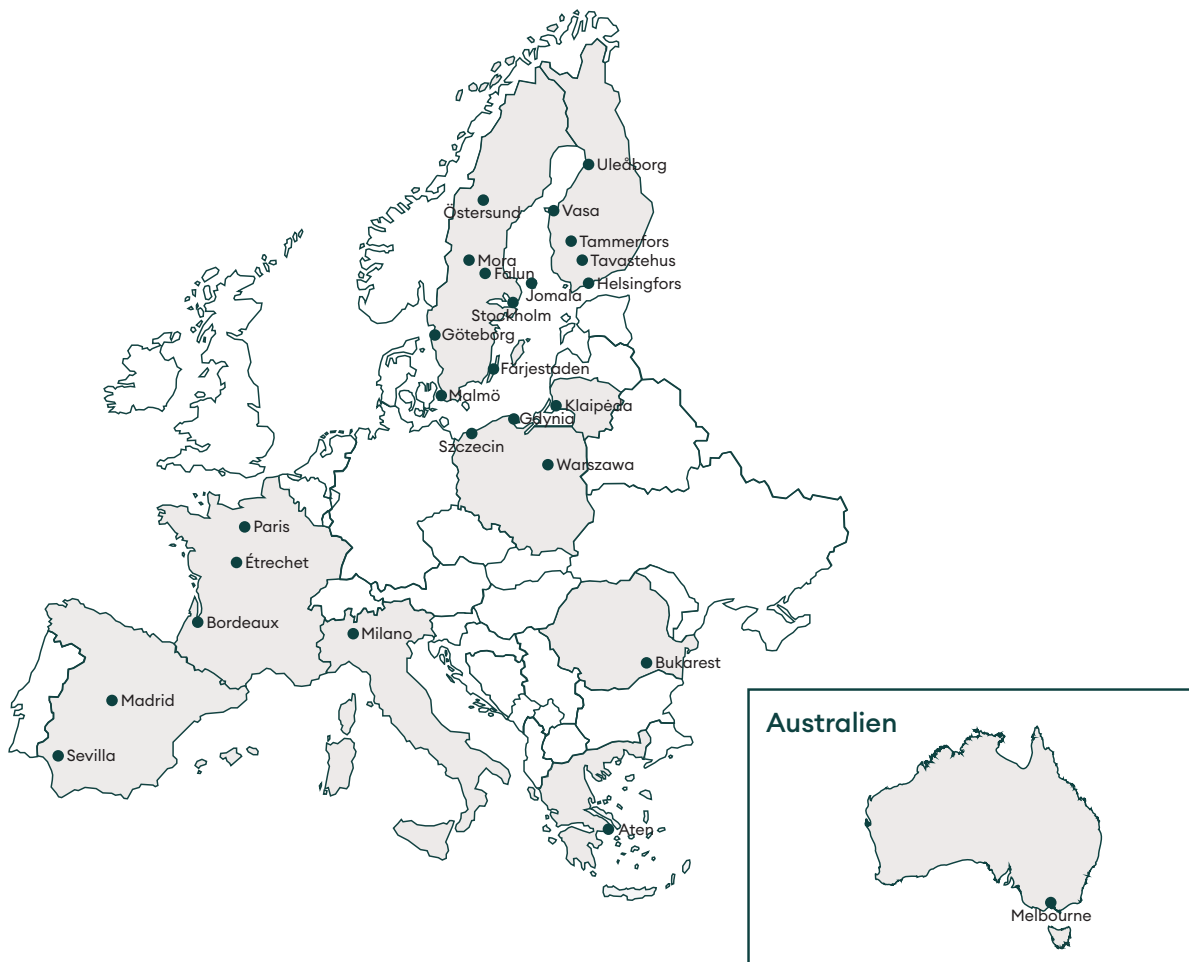 Uleåborg
Östersund
Vasa
Tammerfors
Mora
Tavastehus
Falun
Helsingfors
Jomala
Stockholm
Göteborg
Färjestaden
Malmö
Klaipėda
Gdynia
Szczecin
Warszawa
Paris
Étrechet
Bordeaux
Milano
Bukarest
Madrid
Sevilla
Aten
Australien
Melbourne